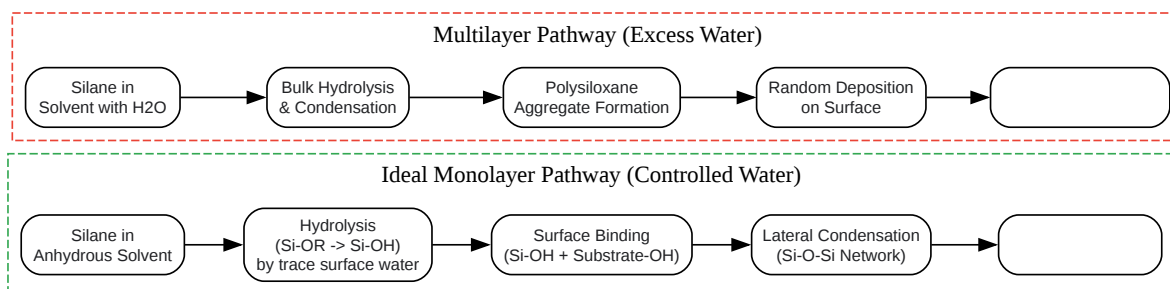 Multilayer Pathway (Excess Water)
Silane in
Solvent with H2O
Bulk Hydrolysis
& Condensation
Polysiloxane
Aggregate Formation
Random Deposition
on Surface
Ideal Monolayer Pathway (Controlled Water)
Silane in
Anhydrous Solvent
Hydrolysis
(Si-OR -> Si-OH)
by trace surface water
Surface Binding
(Si-OH + Substrate-OH)
Lateral Condensation
(Si-O-Si Network)